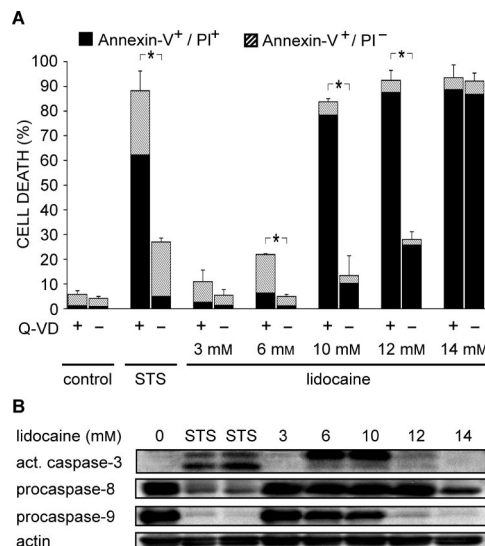 A
Annexin-V+ / PI+ Annexin-V+ / PI−
CELL DEATH (%)
100
90
80
70
60
50
40
30
20
10
0
* * * *
Q-VD + − + − + − + − + − + − + −
3 mM 6 mM 10 mM 12 mM 14 mM
control STS lidocaine
B
lidocaine (mM) 0 STS STS 3 6 10 12 14
act. caspase-3
procaspase-8
procaspase-9
actin